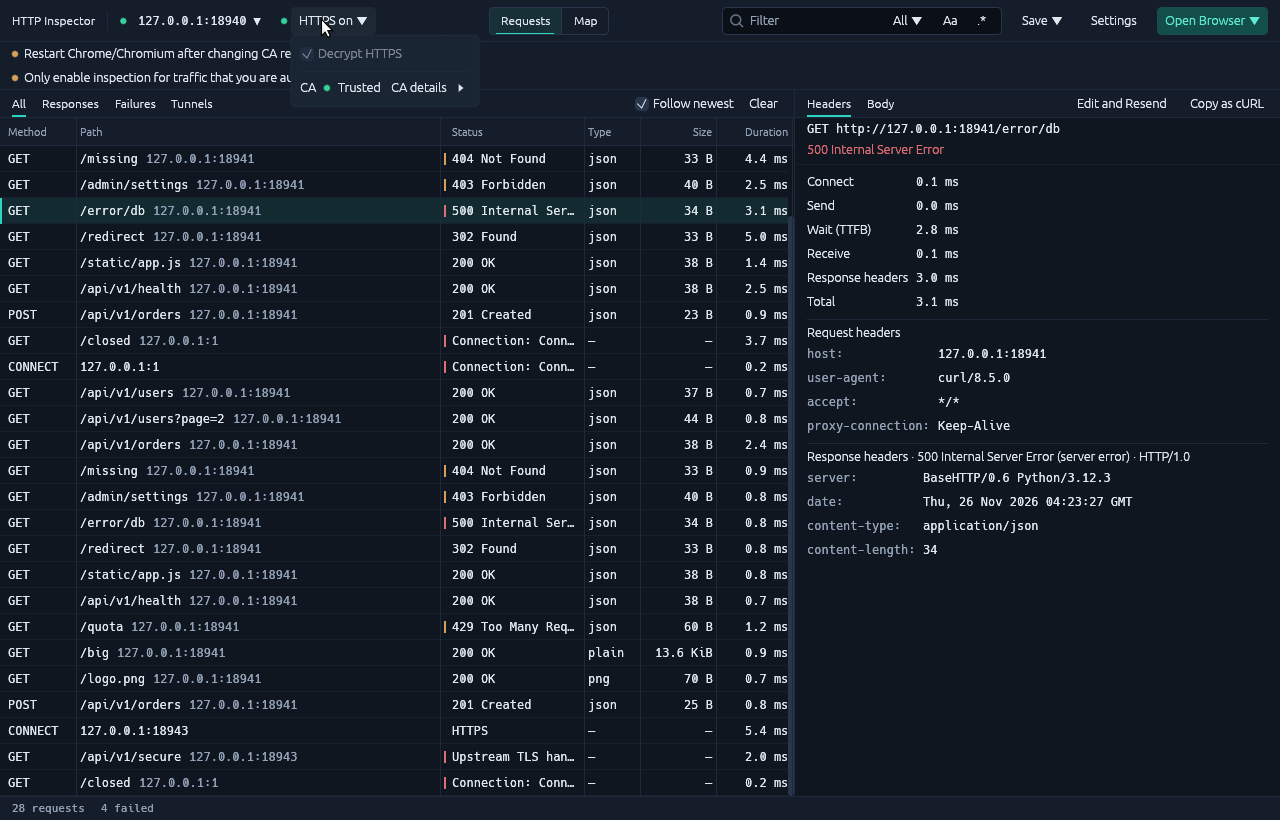 HTTP Inspector 127.0.0.1:18940 ▼ HTTPS on ▼ Requests Map Filter All ▼ Aa .* Save ▼ Settings Open Browser ▼
Restart Chrome/Chromium after changing CA re
Decrypt HTTPS
Only enable inspection for traffic that you are au
CA Trusted CA details
All Responses Failures Tunnels Follow newest Clear
Method Path Status Type Size Duration
GET /missing 127.0.0.1:18941 404 Not Found json 33 B 4.4 ms
GET /admin/settings 127.0.0.1:18941 403 Forbidden json 40 B 2.5 ms
GET /error/db 127.0.0.1:18941 500 Internal Ser… json 34 B 3.1 ms
GET /redirect 127.0.0.1:18941 302 Found json 33 B 5.0 ms
GET /static/app.js 127.0.0.1:18941 200 OK json 38 B 1.4 ms
GET /api/v1/health 127.0.0.1:18941 200 OK json 38 B 2.5 ms
POST /api/v1/orders 127.0.0.1:18941 201 Created json 23 B 0.9 ms
GET /closed 127.0.0.1:1 Connection: Conn… — — 3.7 ms
CONNECT 127.0.0.1:1 Connection: Conn… — — 0.2 ms
GET /api/v1/users 127.0.0.1:18941 200 OK json 37 B 0.7 ms
GET /api/v1/users?page=2 127.0.0.1:18941 200 OK json 44 B 0.8 ms
GET /api/v1/orders 127.0.0.1:18941 200 OK json 38 B 2.4 ms
GET /missing 127.0.0.1:18941 404 Not Found json 33 B 0.9 ms
GET /admin/settings 127.0.0.1:18941 403 Forbidden json 40 B 0.8 ms
GET /error/db 127.0.0.1:18941 500 Internal Ser… json 34 B 0.8 ms
GET /redirect 127.0.0.1:18941 302 Found json 33 B 0.8 ms
GET /static/app.js 127.0.0.1:18941 200 OK json 38 B 0.8 ms
GET /api/v1/health 127.0.0.1:18941 200 OK json 38 B 0.7 ms
GET /quota 127.0.0.1:18941 429 Too Many Req… json 60 B 1.2 ms
GET /big 127.0.0.1:18941 200 OK plain 13.6 KiB 0.9 ms
GET /logo.png 127.0.0.1:18941 200 OK png 70 B 0.7 ms
POST /api/v1/orders 127.0.0.1:18941 201 Created json 25 B 0.8 ms
CONNECT 127.0.0.1:18943 HTTPS — — 5.4 ms
GET /api/v1/secure 127.0.0.1:18943 Upstream TLS han… — — 2.0 ms
GET /closed 127.0.0.1:1 Connection: Conn… — — 0.2 ms
Headers Body Edit and Resend Copy as cURL
GET http://127.0.0.1:18941/error/db
500 Internal Server Error
Connect 0.1 ms
Send 0.0 ms
Wait (TTFB) 2.8 ms
Receive 0.1 ms
Response headers 3.0 ms
Total 3.1 ms
Request headers
host: 127.0.0.1:18941
user-agent: curl/8.5.0
accept: */*
proxy-connection: Keep-Alive
Response headers · 500 Internal Server Error (server error) · HTTP/1.0
server: BaseHTTP/0.6 Python/3.12.3
date: Thu, 26 Nov 2026 04:23:27 GMT
content-type: application/json
content-length: 34
28 requests 4 failed